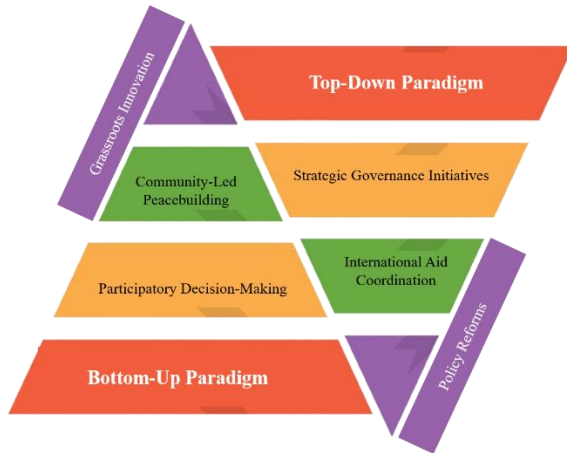 Grassroots Innovation
Top-Down Paradigm
Community-Led
Peacebuilding
Strategic Governance Initiatives
Participatory Decision-Making
International Aid
Coordination
Bottom-Up Paradigm
Policy Reforms